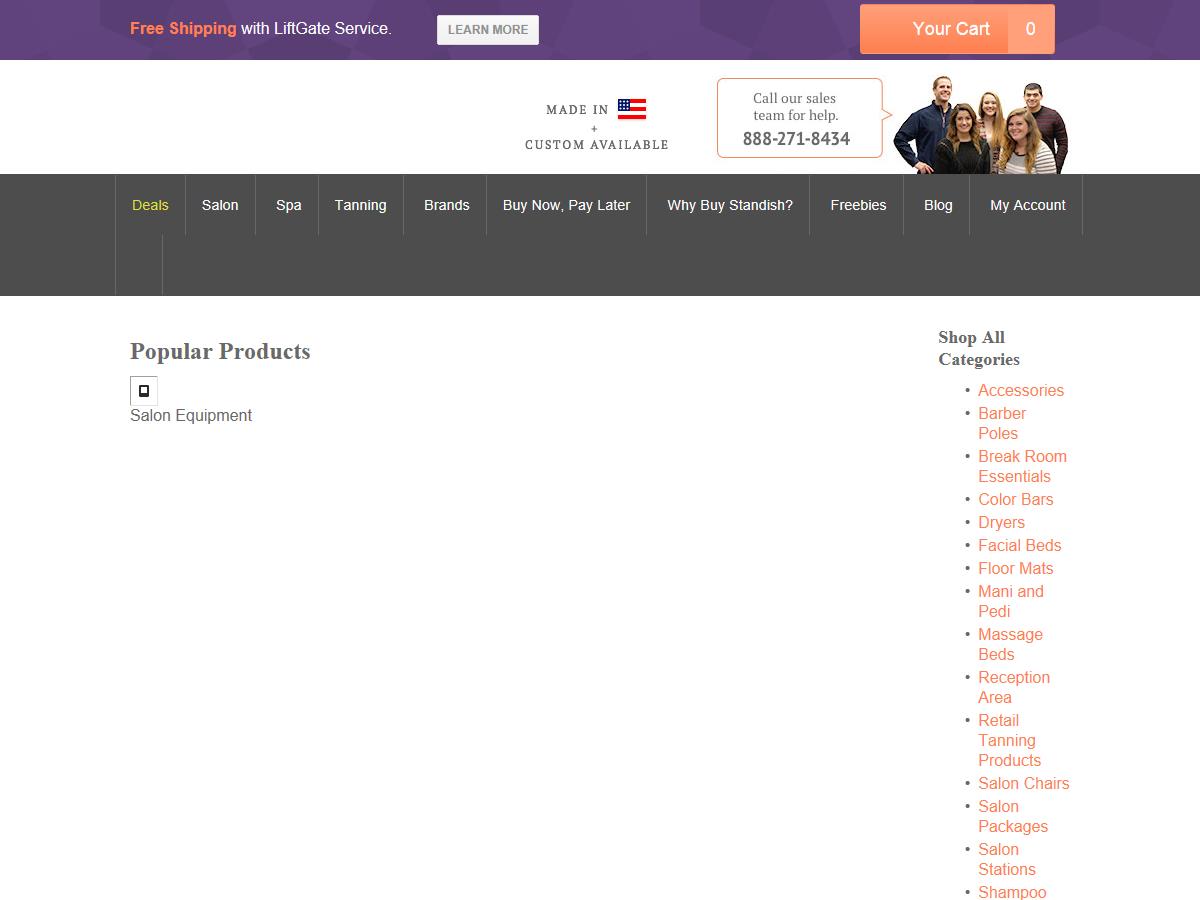 Free Shipping with LiftGate Service.
LEARN MORE
Your Cart 0
MADE IN
+
CUSTOM AVAILABLE
Call our sales
team for help.
888-271-8434
Deals Salon Spa Tanning Brands Buy Now, Pay Later Why Buy Standish? Freebies Blog My Account
Popular Products
Salon Equipment
Shop All
Categories
• Accessories
• Barber
Poles
• Break Room
Essentials
• Color Bars
• Dryers
• Facial Beds
• Floor Mats
• Mani and
Pedi
• Massage
Beds
• Reception
Area
• Retail
Tanning
Products
• Salon Chairs
• Salon
Packages
• Salon
Stations
• Shampoo